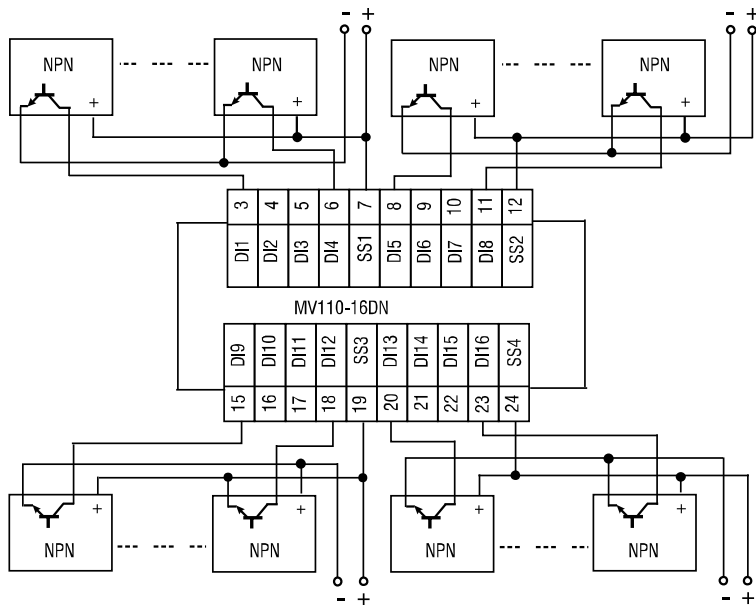 - + - +
NPN NPN NPN NPN
+ + + +
3 4 5 6 7 8 9 10 11 12
DI1 DI2 DI3 DI4 SS1 DI5 DI6 DI7 DI8 SS2
MV110-16DN
DI9 DI10 DI11 DI12 SS3 DI13 DI14 DI15 DI16 SS4
15 16 17 18 19 20 21 22 23 24
+ + + +
NPN NPN NPN NPN
- + - +